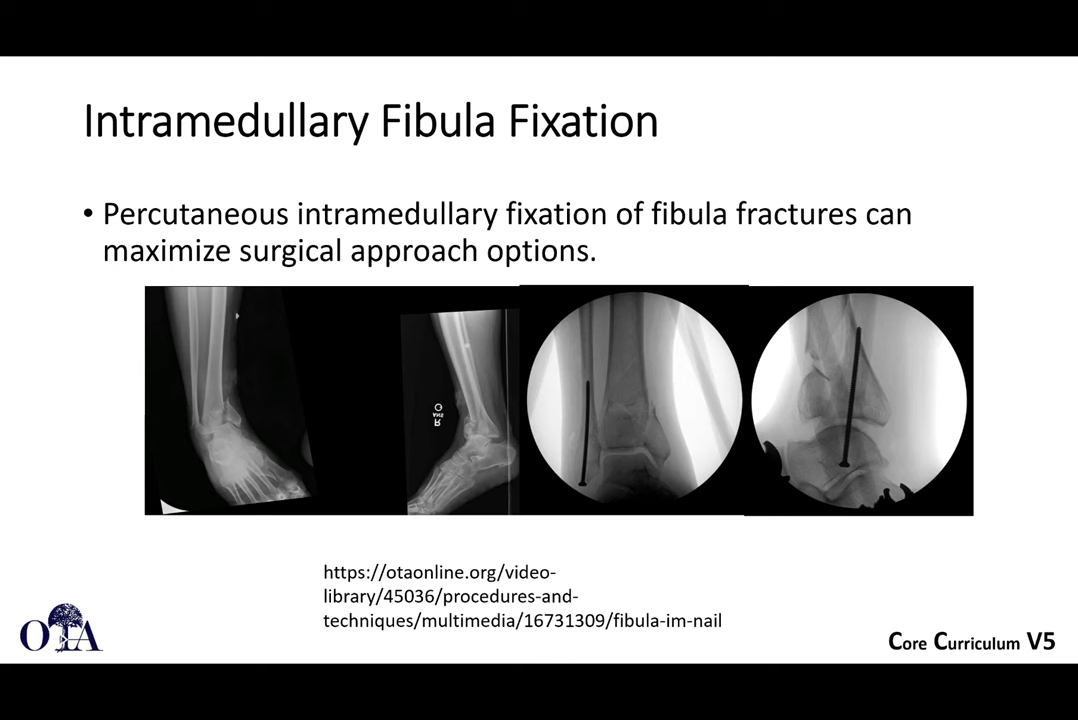 Intramedullary Fibula Fixation
• Percutaneous intramedullary fixation of fibula fractures can
maximize surgical approach options.
https://otaonline.org/video-
library/45036/procedures-and-
techniques/multimedia/16731309/fibula-im-nail
OTA
Core Curriculum V5